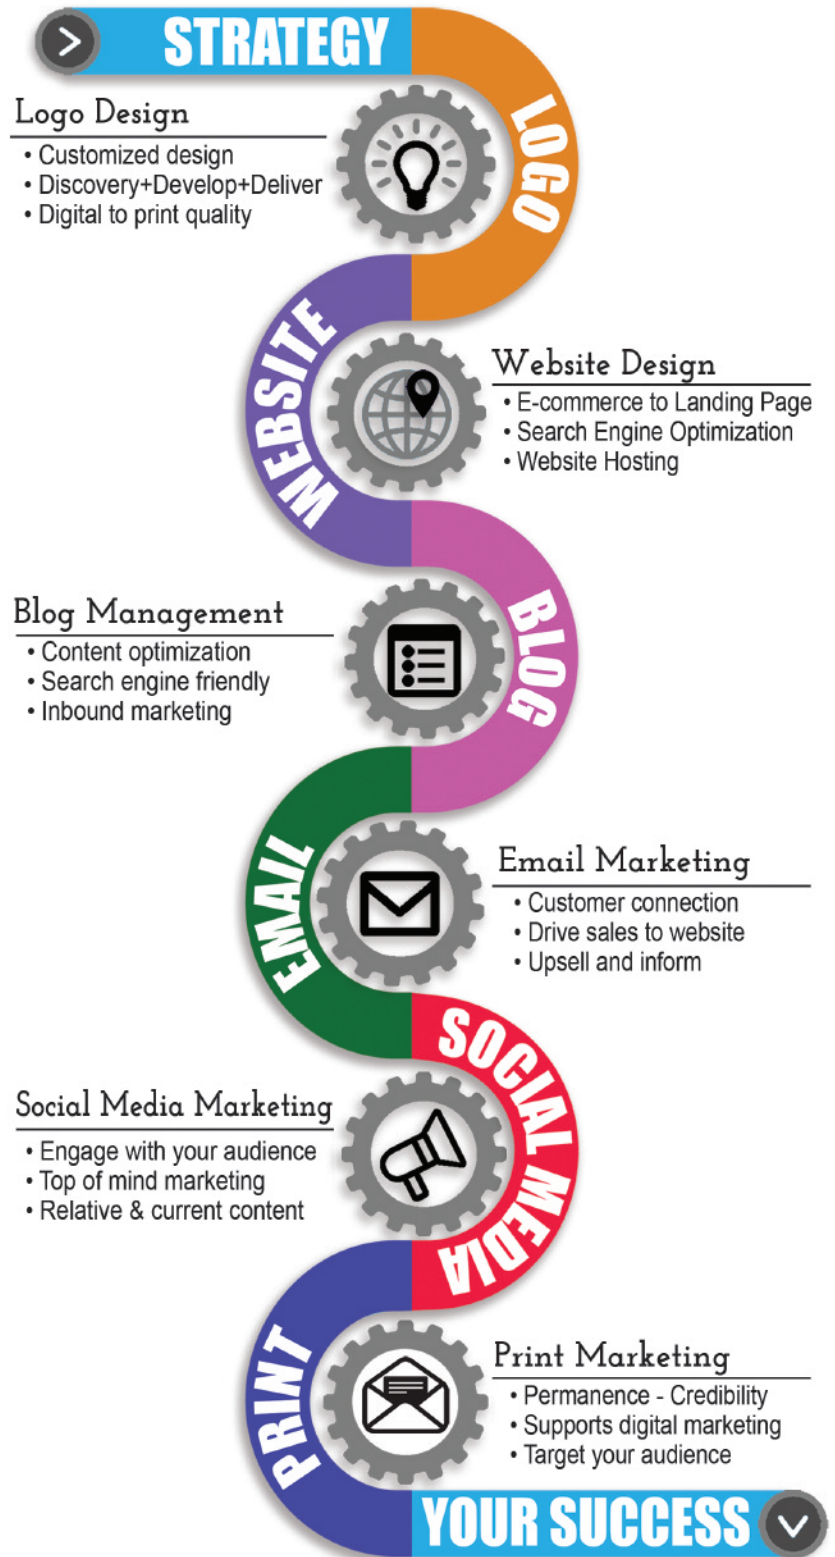 STRATEGY
LOGO
Logo Design
• Customized design
• Discovery+Develop+Deliver
• Digital to print quality
WEBSITE
Website Design
• E-commerce to Landing Page
• Search Engine Optimization
• Website Hosting
BLOG
Blog Management
• Content optimization
• Search engine friendly
• Inbound marketing
EMAIL
Email Marketing
• Customer connection
• Drive sales to website
• Upsell and inform
SOCIAL MEDIA
Social Media Marketing
• Engage with your audience
• Top of mind marketing
• Relative & current content
PRINT
Print Marketing
• Permanence - Credibility
• Supports digital marketing
• Target your audience
YOUR SUCCESS